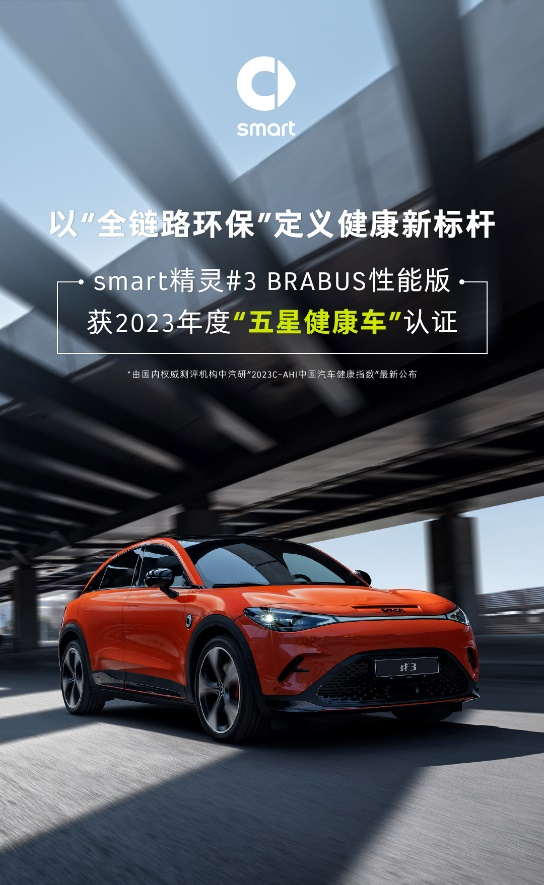 smart
以“全链路环保”定义健康新标杆
smart精灵#3 BRABUS性能版
获2023年度“五星健康车”认证
*由国内权威测评机构中汽研“2023C-AHI中国汽车健康指数”最新公布